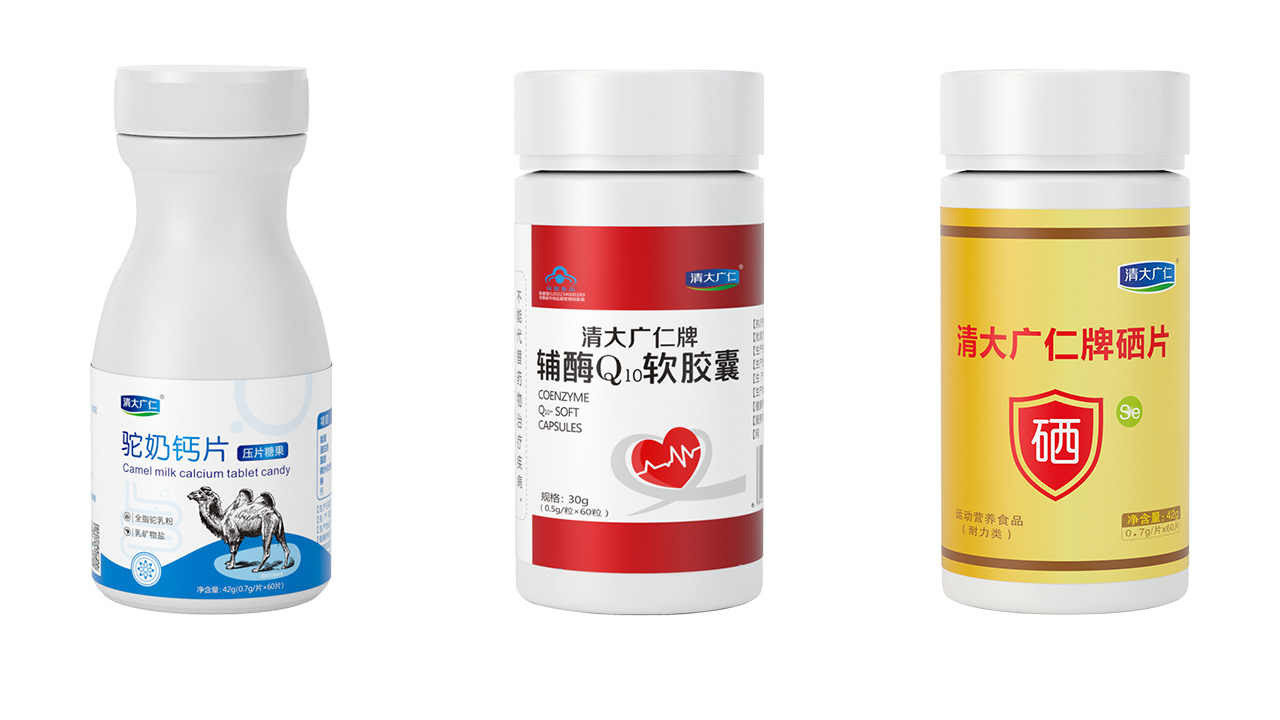 清大广仁
驼奶钙片
压片糖果
Camel milk calcium tablet candy
全脂驼乳粉
乳矿物盐
净含量: 42g(0.7g/片×60片)
清大广仁
清大广仁牌
辅酶Q10软胶囊
COENZYME
Q10- SOFT
CAPSULES
规格: 30g
(0.5g/粒×60粒)
不能代替药物治疗疾病。
清大广仁
清大广仁牌硒片
硒
Se
运动营养食品
(耐力类)
净含量: 42g
0.7g/片x60片